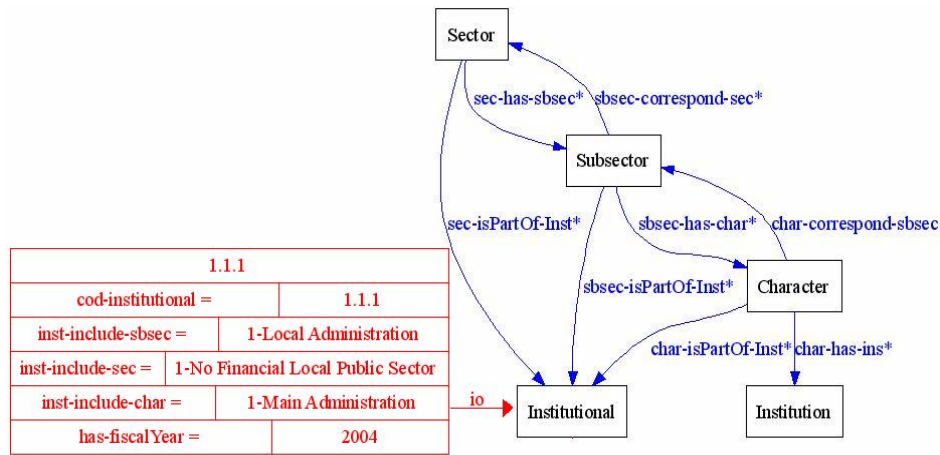 Sector
sec-has-sbsec* sbsec-correspond-sec*
Subsector
sec-isPartOf-Inst* sbsec-has-char* char-correspond-sbsec
1.1.1
sbsec-isPartOf-Inst* Character
cod-institutional = 1.1.1
inst-include-sbsec = 1-Local Administration
char-isPartOf-Inst* char-has-ins*
inst-include-sec = 1-No Financial Local Public Sector
inst-include-char = 1-Main Administration io Institutional Institution
has-fiscalYear = 2004